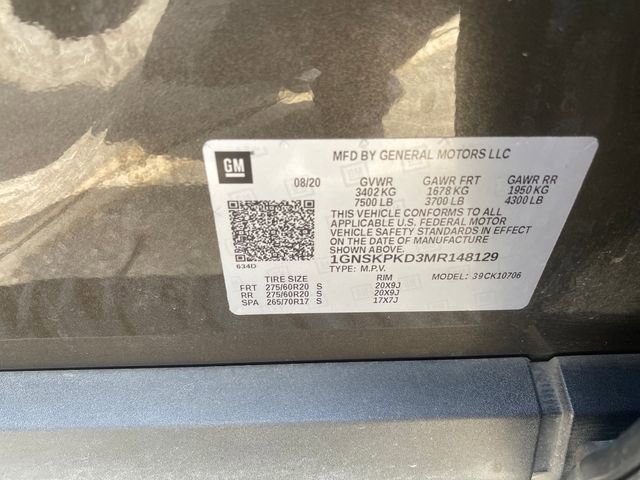 GM
MFD BY GENERAL MOTORS LLC
08/20 GVWR GAWR FRT GAWR RR
3402 KG 1678 KG 1950 KG
7500 LB 3700 LB 4300 LB
THIS VEHICLE CONFORMS TO ALL
APPLICABLE U.S. FEDERAL MOTOR
VEHICLE SAFETY STANDARDS IN EFFECT
ON THE DATE OF MANUFACTURE
SHOWN ABOVE.
634D 1GNSKPKD3MR148129
TYPE: M.P.V. MODEL: 39CK10706
TIRE SIZE RIM
FRT 275/60R20 S 20X9J
RR 275/60R20 S 20X9J
SPA 265/70R17 S 17X7J